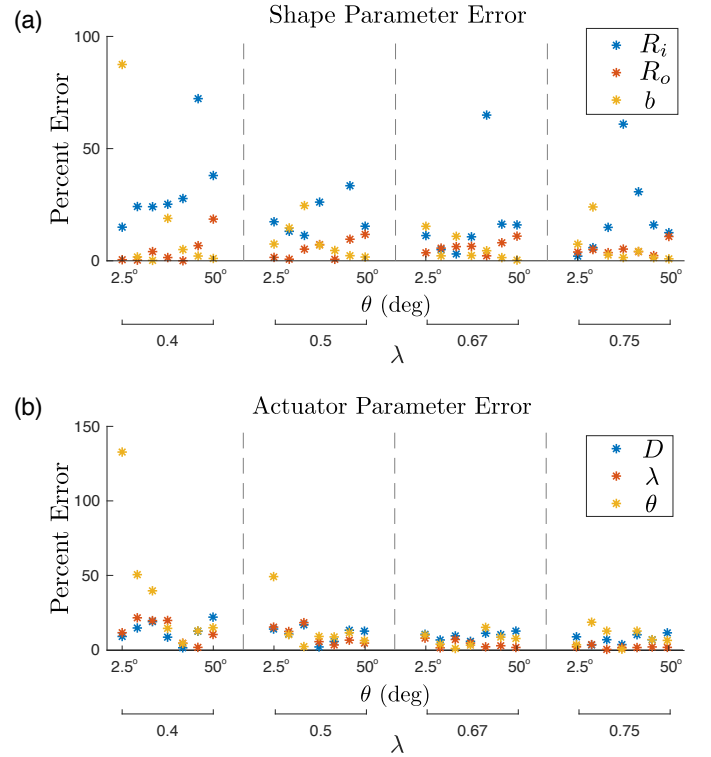 (a)
Shape Parameter Error
100
50
0
Percent Error
R_i
R_o
b
2.5° 50° 2.5° 50° 2.5° 50° 2.5° 50°
θ (deg)
0.4 0.5 0.67 0.75
λ
(b)
Actuator Parameter Error
150
100
50
0
Percent Error
D
λ
θ
2.5° 50° 2.5° 50° 2.5° 50° 2.5° 50°
θ (deg)
0.4 0.5 0.67 0.75
λ